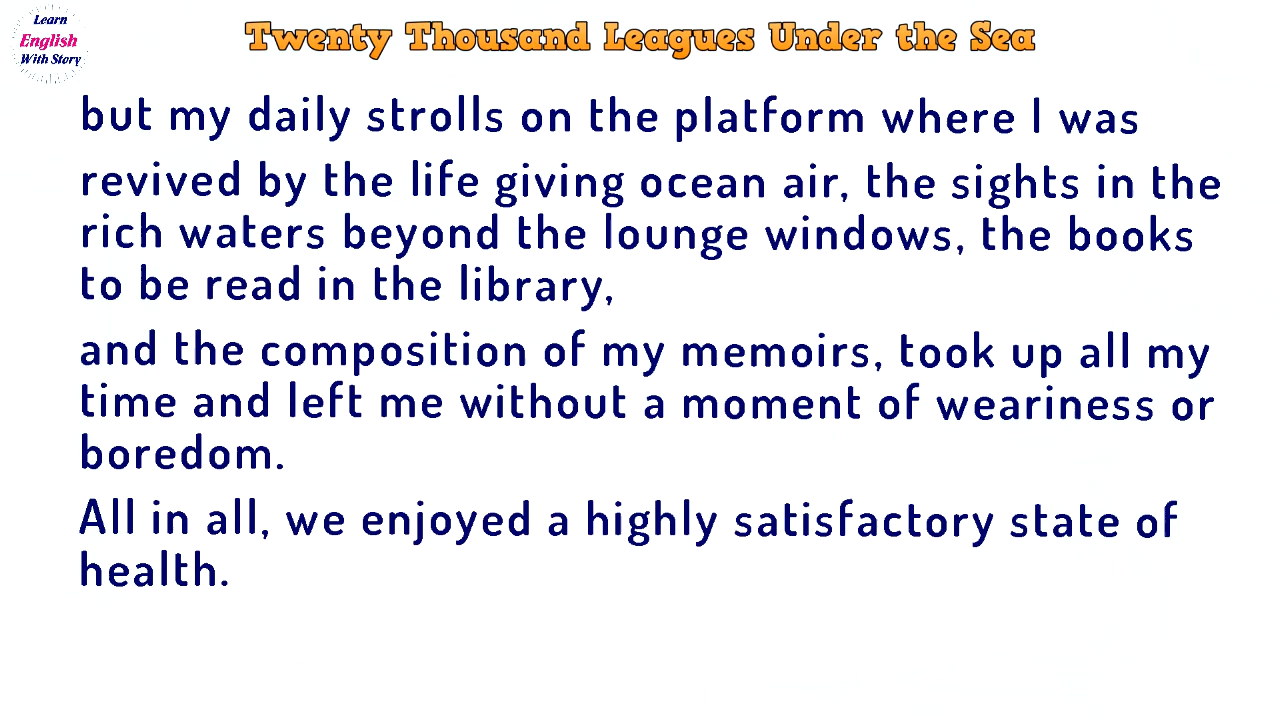 Learn
English
With Story
Twenty Thousand Leagues Under the Sea
but my daily strolls on the platform where I was
revived by the life giving ocean air, the sights in the
rich waters beyond the lounge windows, the books
to be read in the library,
and the composition of my memoirs, took up all my
time and left me without a moment of weariness or
boredom.
All in all, we enjoyed a highly satisfactory state of
health.